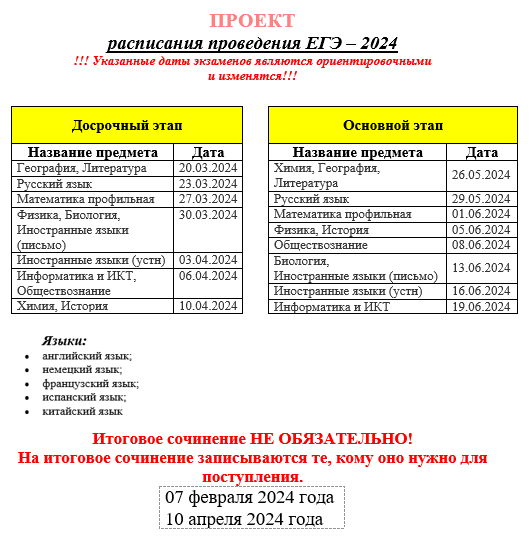 ПРОЕКТ
расписания проведения ЕГЭ – 2024
!!! Указанные даты экзаменов являются ориентировочными
и изменятся!!!
Досрочный этап
Название предмета Дата
География, Литература 20.03.2024
Русский язык 23.03.2024
Математика профильная 27.03.2024
Физика, Биология, 30.03.2024
Иностранные языки
(письмо)
Иностранные языки (устн) 03.04.2024
Информатика и ИКТ, 06.04.2024
Обществознание
Химия, История 10.04.2024
Основной этап
Название предмета Дата
Химия, География,
Литература 26.05.2024
Русский язык 29.05.2024
Математика профильная 01.06.2024
Физика, История 05.06.2024
Обществознание 08.06.2024
Биология,
Иностранные языки (письмо) 13.06.2024
Иностранные языки (устн) 16.06.2024
Информатика и ИКТ 19.06.2024
Языки:
• английский язык;
• немецкий язык;
• французский язык;
• испанский язык;
• китайский язык
Итоговое сочинение НЕ ОБЯЗАТЕЛЬНО!
На итоговое сочинение записываются те, кому оно нужно для
поступления.
07 февраля 2024 года
10 апреля 2024 года